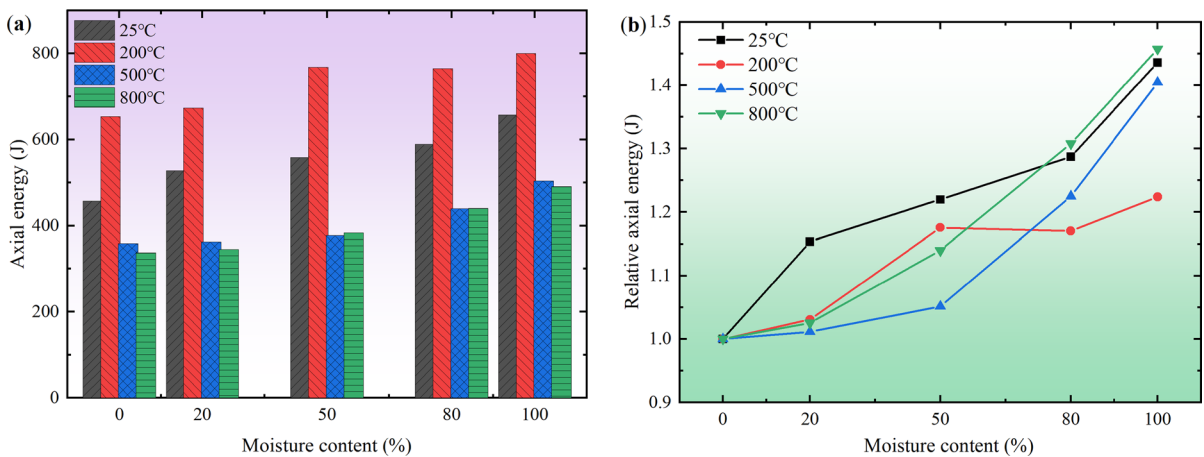 (a)
25℃
200℃
500℃
800℃
Axial energy (J)
800
600
400
200
0
0 20 50 80 100
Moisture content (%)
(b)
25℃
200℃
500℃
800℃
Relative axial energy (J)
1.5
1.4
1.3
1.2
1.1
1.0
0.9
0 20 50 80 100
Moisture content (%)